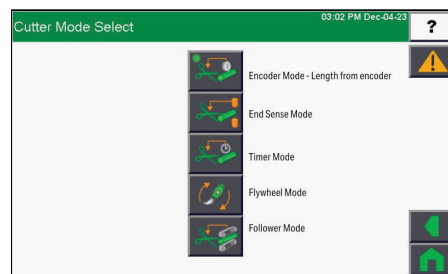 Cutter Mode Select
03:02 PM Dec-04-23
?
Encoder Mode - Length from encoder
End Sense Mode
Timer Mode
Flywheel Mode
Follower Mode